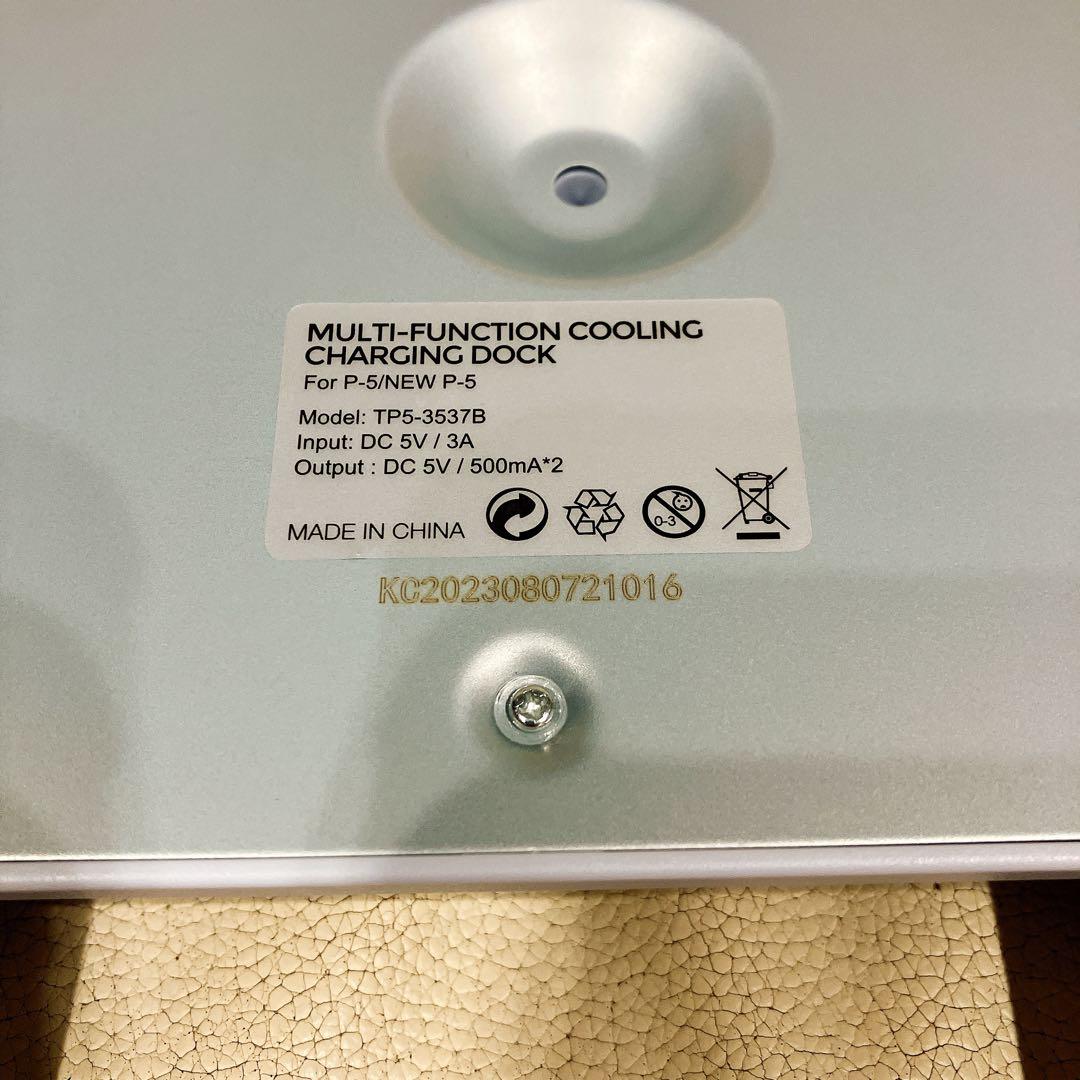 MULTI-FUNCTION COOLING
CHARGING DOCK
For P-5/NEW P-5
Model: TP5-3537B
Input: DC 5V / 3A
Output : DC 5V / 500mA*2
0-3
MADE IN CHINA
KC2023080721016